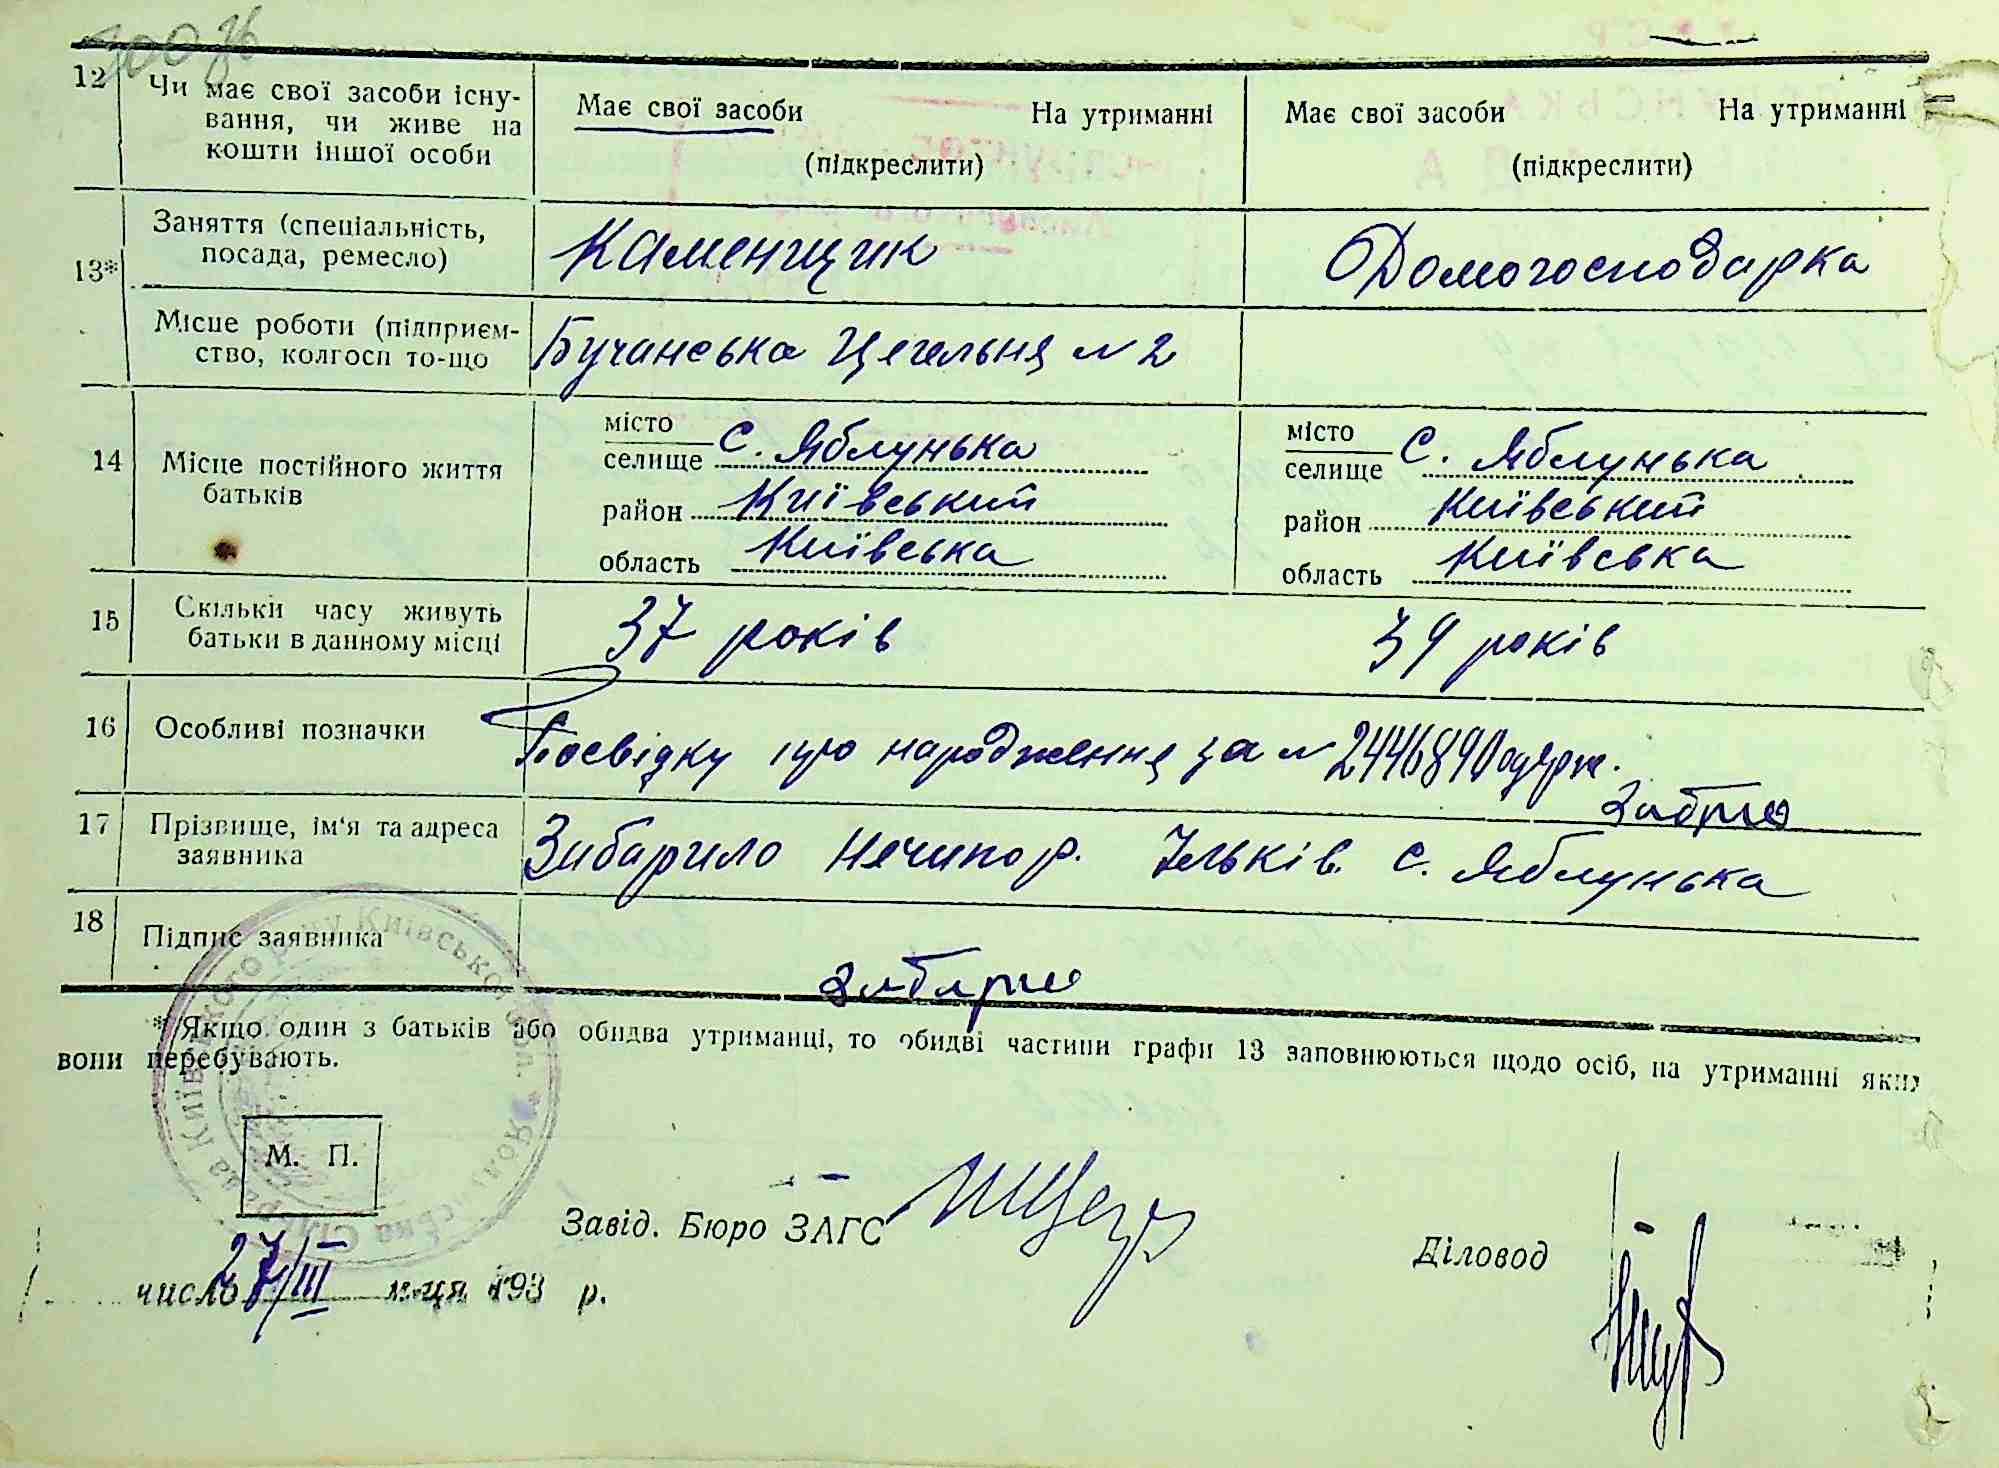 12 Чи має свої засоби існу-
вання, чи живе на
кошти іншої особи
Має свої засоби На утриманні
(підкреслити)
Має свої засоби На утриманні
(підкреслити)
13* Заняття (спеціальність,
посада, ремесло)
Каменщик
Домогосподарка
Місце роботи (підприєм-
ство, колгосп то-що
Бучанська Цегельня № 2
14 Місце постійного життя
батьків
місто
селище С. Яблунька
район Київський
область Київська
місто
селище С. Яблунька
район Київський
область Київська
15 Скільки часу живуть
батьки в данному місці
37 років
39 років
16 Особливі позначки
Посвідку про народження за № 2446890 одерж.
17 Прізвище, ім'я та адреса
заявника
Зибарило Нечипор. Ільків. С. Яблунька
18 Підпис заявника
* Якщо один з батьків або обидва утриманці, то обидві частини графи 13 заповнюються щодо осіб, на утриманні яких
вони перебувають.
М. П.
Завід. Бюро ЗАГС
Діловод
число 27/III м-ця 193 р.